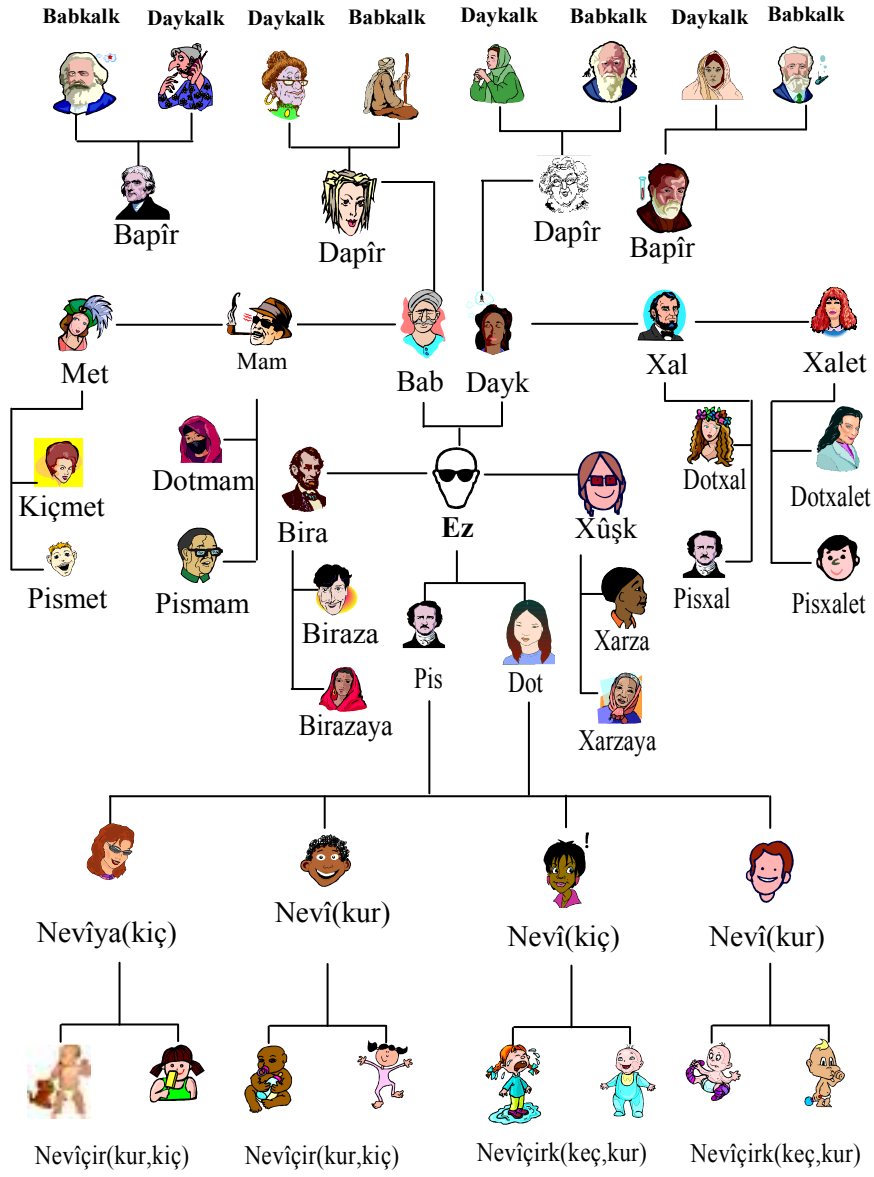 Babkalk Daykalk Daykalk Babkalk Daykalk Babkalk Daykalk Babkalk
Bapîr Dapîr Dapîr Bapîr
Met Mam Bab Dayk Xal Xalet
Kiçmet Dotmam Bira Ez Xûşk Dotxal Dotxalet
Pismet Pismam Pisxal Pisxalet
Biraza Pis Dot Xarza
Birazaya Xarzaya
!
Nevîya(kiç) Nevî(kur) Nevî(kiç) Nevî(kur)
Nevîçir(kur,kiç) Nevîçir(kur,kiç) Nevîçirk(keç,kur) Nevîçirk(keç,kur)